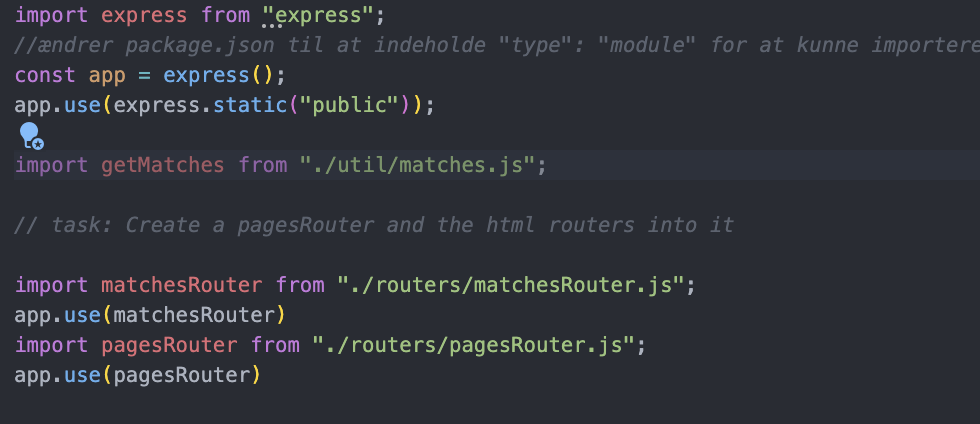 import express from "express";
//ændrer package.json til at indeholde "type": "module" for at kunne importere
const app = express();
app.use(express.static("public"));
import getMatches from "./util/matches.js";
// task: Create a pagesRouter and the html routers into it
import matchesRouter from "./routers/matchesRouter.js";
app.use(matchesRouter)
import pagesRouter from "./routers/pagesRouter.js";
app.use(pagesRouter)